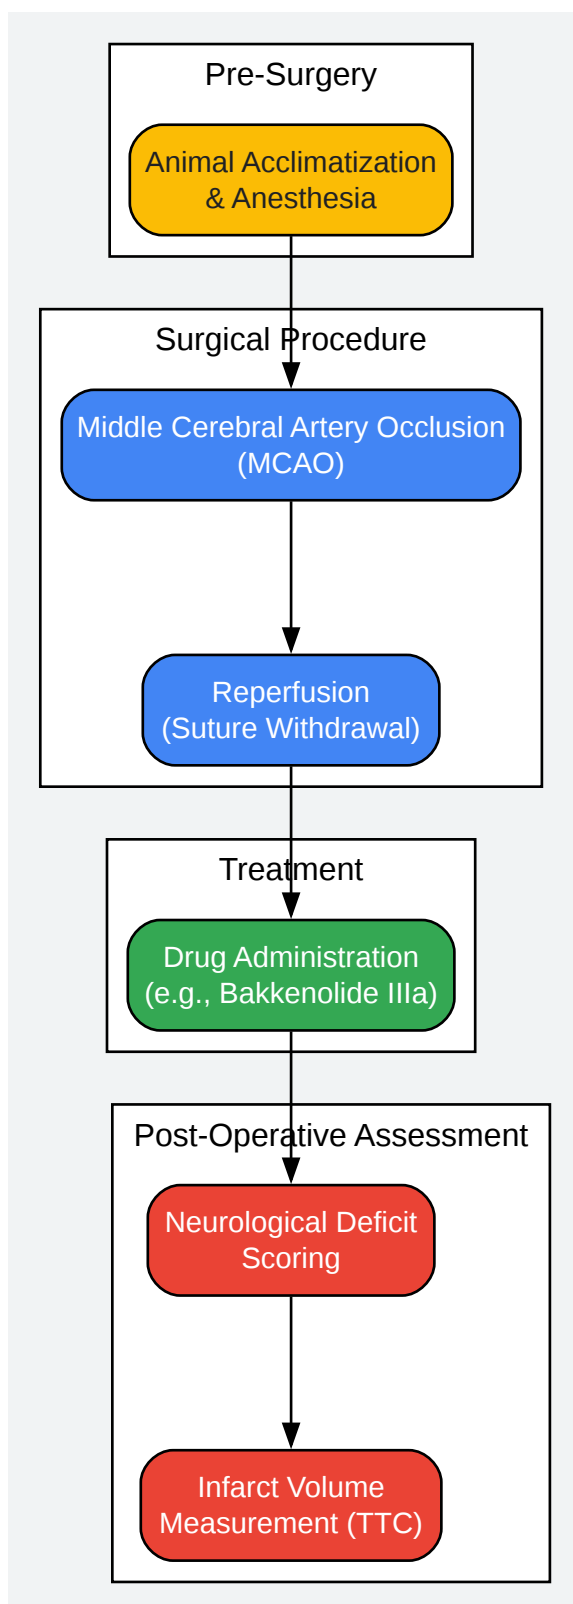 Pre-Surgery
Animal Acclimatization
& Anesthesia
Surgical Procedure
Middle Cerebral Artery Occlusion
(MCAO)
Reperfusion
(Suture Withdrawal)
Treatment
Drug Administration
(e.g., Bakkenolide IIIa)
Post-Operative Assessment
Neurological Deficit
Scoring
Infarct Volume
Measurement (TTC)